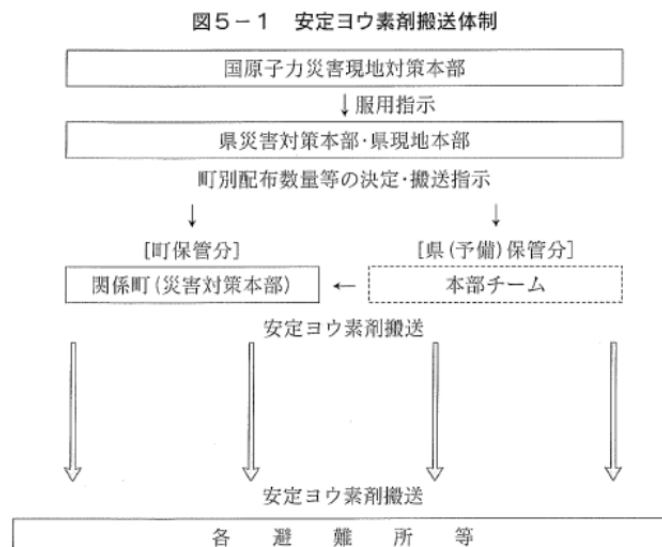 図5-1 安定ヨウ素剤搬送体制
国原子力災害現地対策本部
↓服用指示
県災害対策本部・県現地本部
町別配布数量等の決定・搬送指示
↓ ↓
[町保管分] [県(予備)保管分]
関係町(災害対策本部) ← 本部チーム
安定ヨウ素剤搬送
安定ヨウ素剤搬送
各避難所等